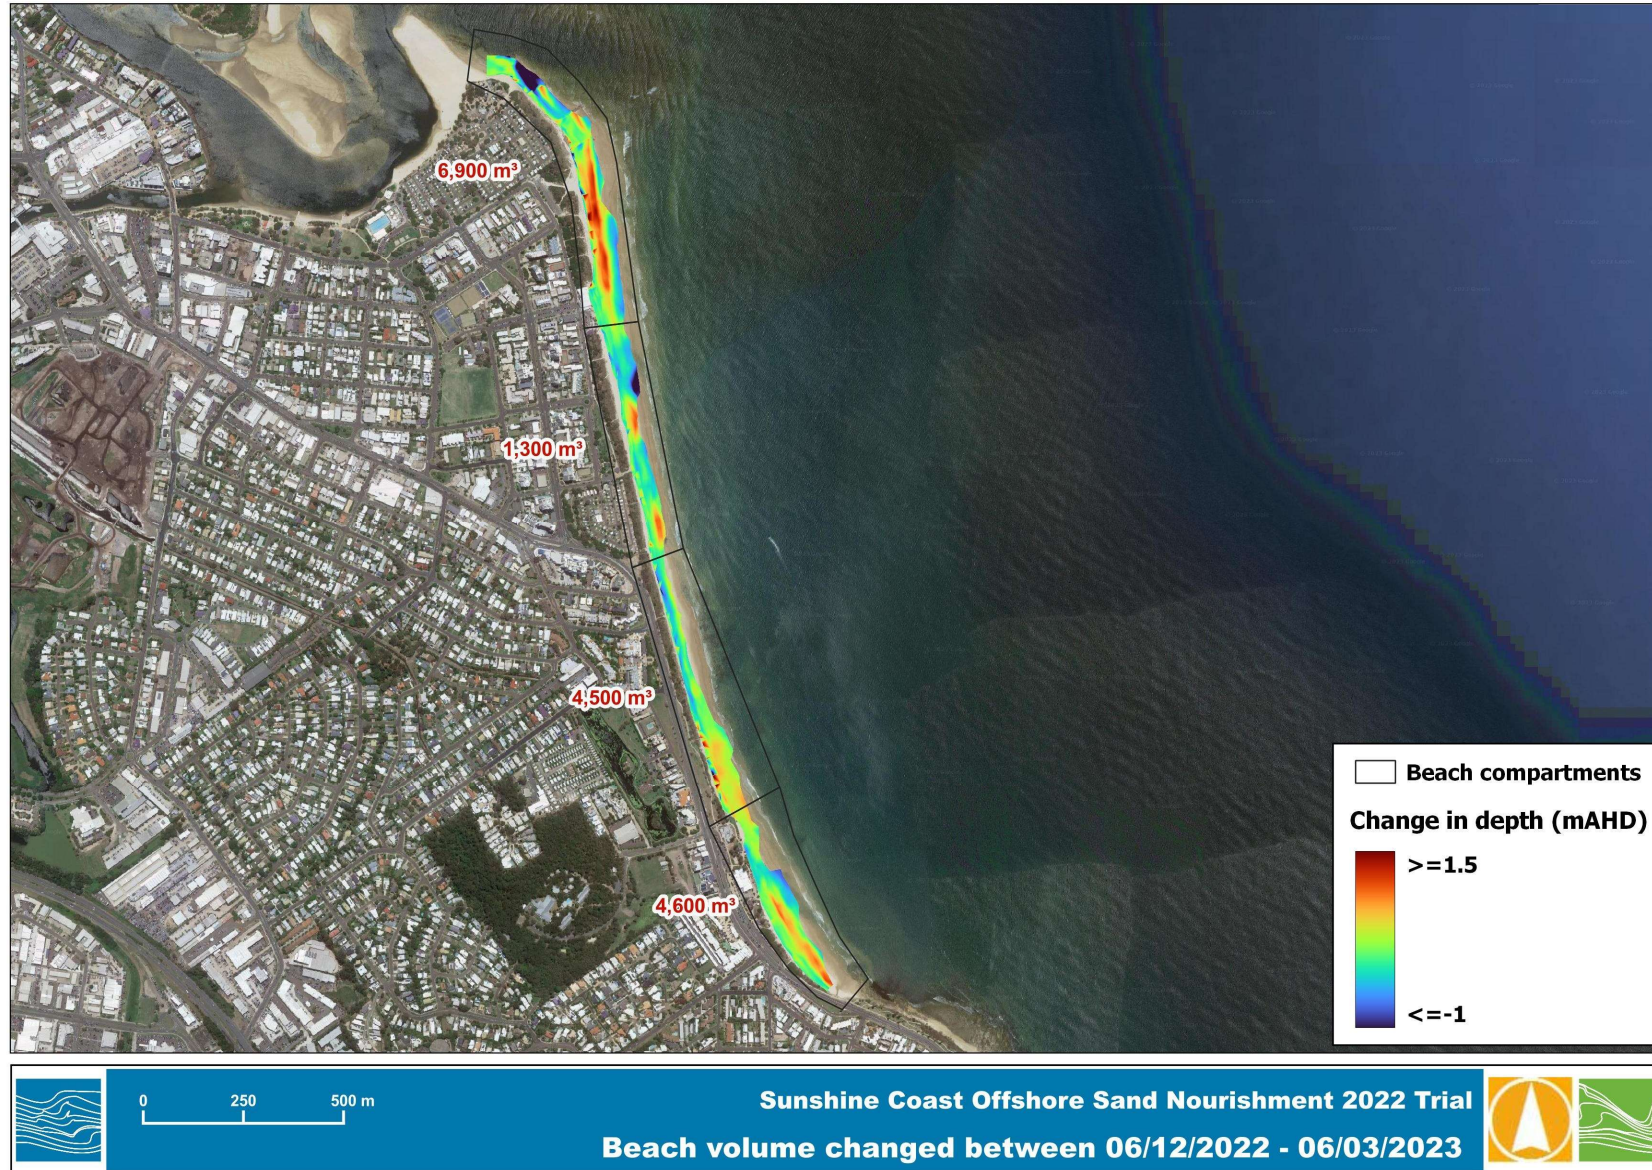 6,900 m³
1,300 m³
4,500 m³
4,600 m³
Beach compartments
Change in depth (mAHD)
>=1.5
<=-1
0 250 500 m
Sunshine Coast Offshore Sand Nourishment 2022 Trial
Beach volume changed between 06/12/2022 - 06/03/2023